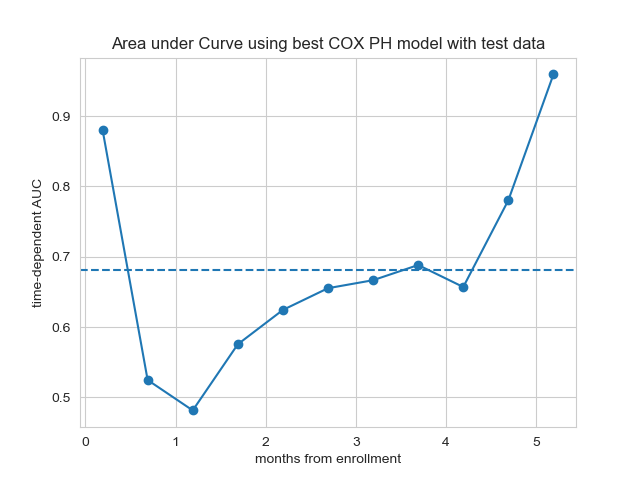 Area under Curve using best COX PH model with test data
time-dependent AUC
0.9
0.8
0.7
0.6
0.5
0 1 2 3 4 5
months from enrollment